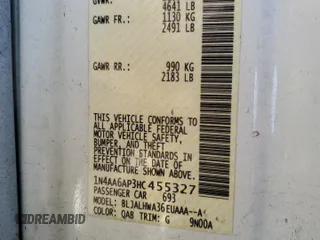 GVWR: 4641 LB
GAWR FR.: 1130 KG
2491 LB
GAWR RR.: 990 KG
2183 LB
THIS VEHICLE CONFORMS TO
ALL APPLICABLE FEDERAL
MOTOR VEHICLE SAFETY,
BUMPER, AND THEFT
PREVENTION STANDARDS
IN EFFECT ON THE DATE OF
MANUFACTURE SHOWN ABOVE.
1N4AA6AP3HC455327
PASSENGER CAR 693
MODEL: BLJALHWA36EUAAA--A
COLOR: QAB TRIM: G 9N00A
DREAMBID